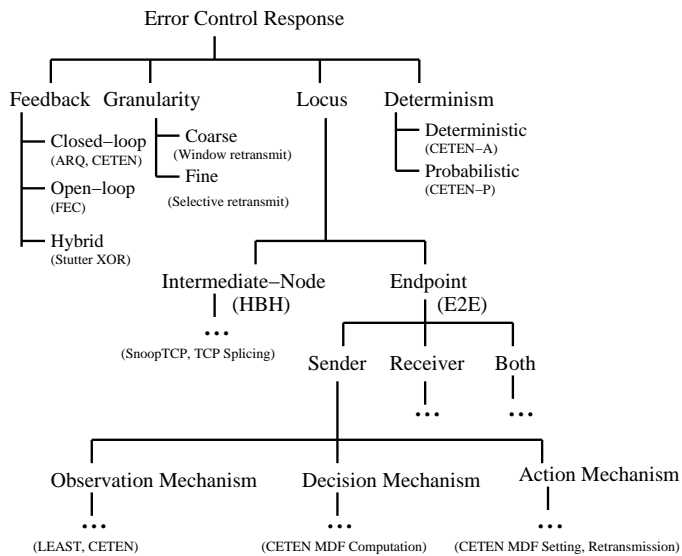 Error Control Response
Feedback Granularity Locus Determinism
Closed−loop
(ARQ, CETEN)
Open−loop
(FEC)
Hybrid
(Stutter XOR)
Coarse
(Window retransmit)
Fine
(Selective retransmit)
Deterministic
(CETEN−A)
Probabilistic
(CETEN−P)
Intermediate−Node
(HBH)
...
(SnoopTCP, TCP Splicing)
Endpoint
(E2E)
Sender Receiver Both
... ...
Observation Mechanism
...
(LEAST, CETEN)
Decision Mechanism
...
(CETEN MDF Computation)
Action Mechanism
...
(CETEN MDF Setting, Retransmission)